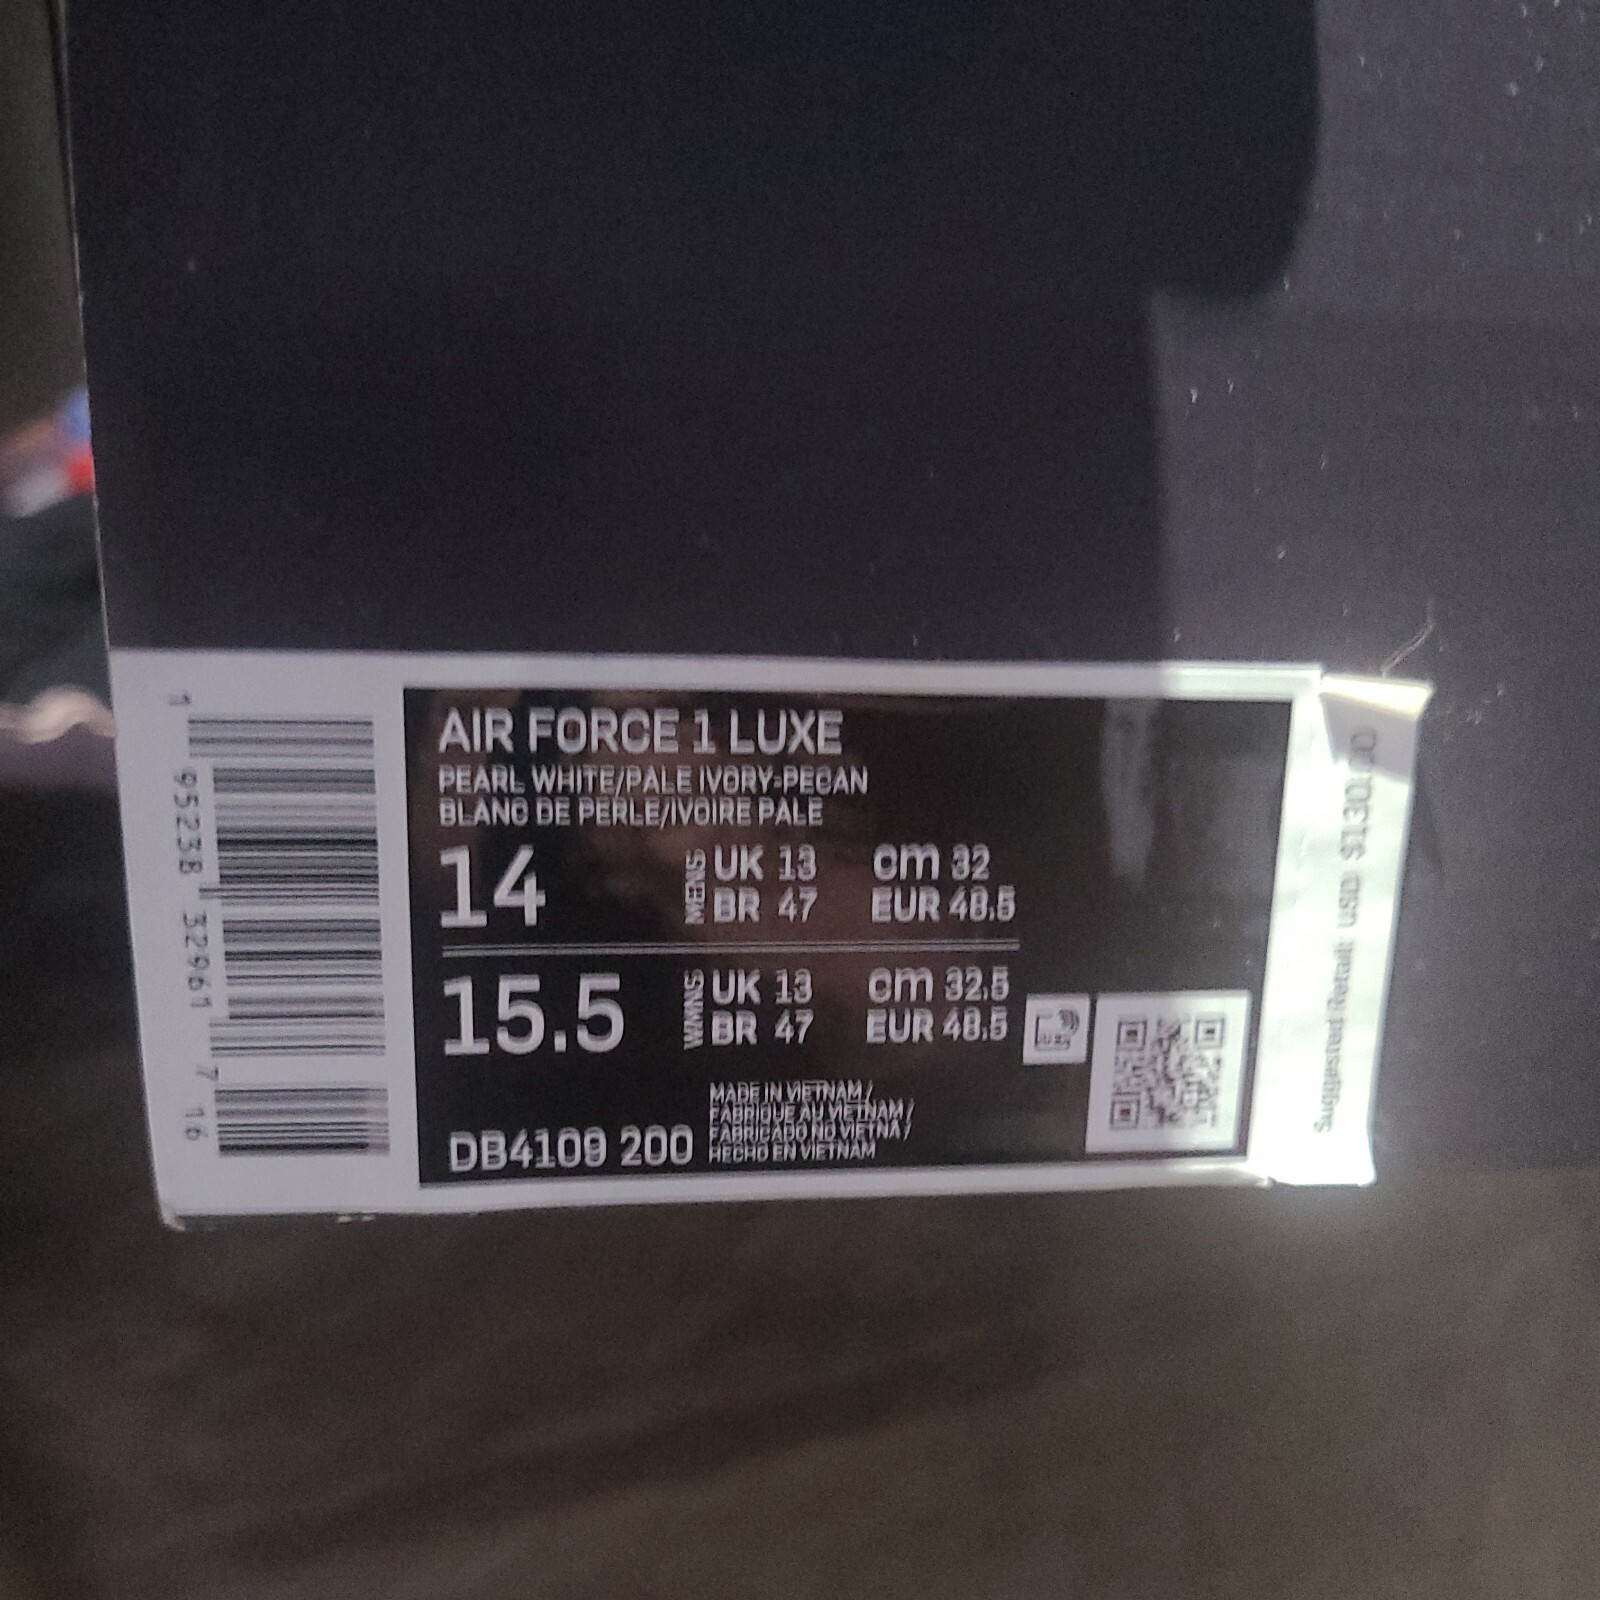 AIR FORCE 1 LUXE
PEARL WHITE/PALE IVORY-PECAN
BLANC DE PERLE/IVOIRE PALE
14 MEN'S UK 13 cm 32
BR 47 EUR 48.5
15.5 WMN'S UK 13 cm 32.5
BR 47 EUR 48.5
DB4109 200
MADE IN VIETNAM /
FABRIQUE AU VIETNAM /
FABRICADO NO VIETNA /
HECHO EN VIETNAM
1 95238 32961 7 16
Suggested Retail: USD: $130.00